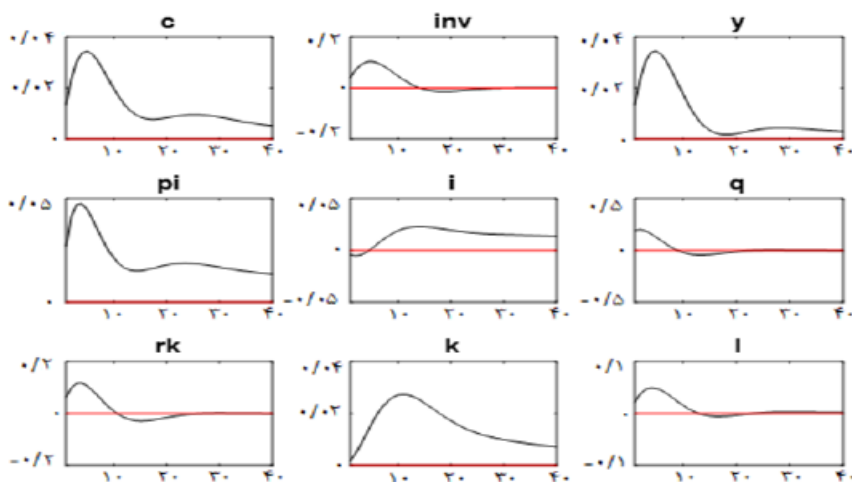 c inv y
۰/۰۴ ۰/۲ ۰/۰۴
۰/۰۲ ۰ ۰/۰۲
۰ -۰/۲ ۰
۱۰ ۲۰ ۳۰ ۴۰ ۱۰ ۲۰ ۳۰ ۴۰ ۱۰ ۲۰ ۳۰ ۴۰
pi i q
۰/۰۵ ۰/۰۵ ۰/۵
۰ ۰
۰ -۰/۰۵ -۰/۵
۱۰ ۲۰ ۳۰ ۴۰ ۱۰ ۲۰ ۳۰ ۴۰ ۱۰ ۲۰ ۳۰ ۴۰
rk k l
۰/۲ ۰/۰۴ ۰/۱
۰ ۰/۰۲ ۰
-۰/۲ ۰ -۰/۱
۱۰ ۲۰ ۳۰ ۴۰ ۱۰ ۲۰ ۳۰ ۴۰ ۱۰ ۲۰ ۳۰ ۴۰